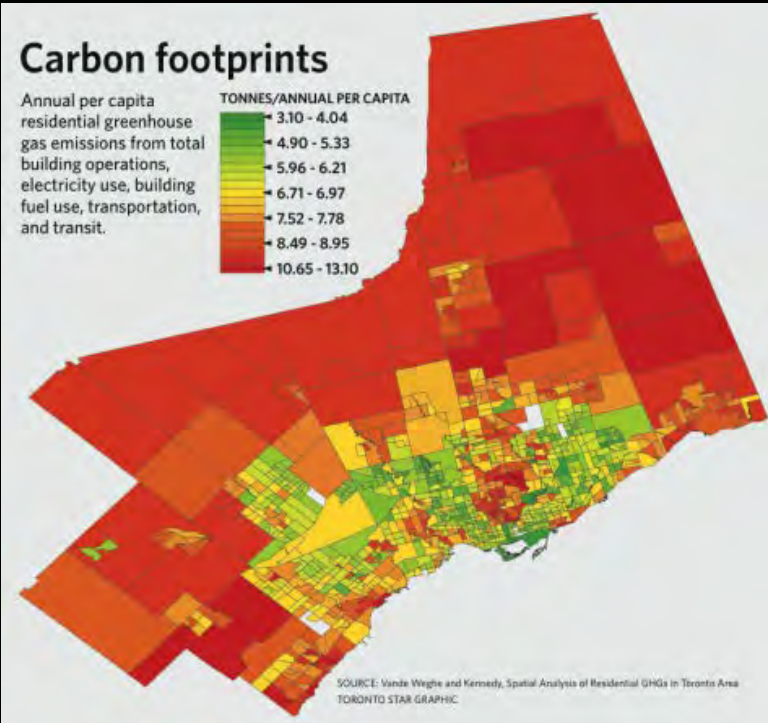 Carbon footprints
Annual per capita
residential greenhouse
gas emissions from total
building operations,
electricity use, building
fuel use, transportation,
and transit.
TONNES/ANNUAL PER CAPITA
3.10 - 4.04
4.90 - 5.33
5.96 - 6.21
6.71 - 6.97
7.52 - 7.78
8.49 - 8.95
10.65 - 13.10
SOURCE: Vande Weghe and Kennedy, Spatial Analysis of Residential GHGs in Toronto Area
TORONTO STAR GRAPHIC